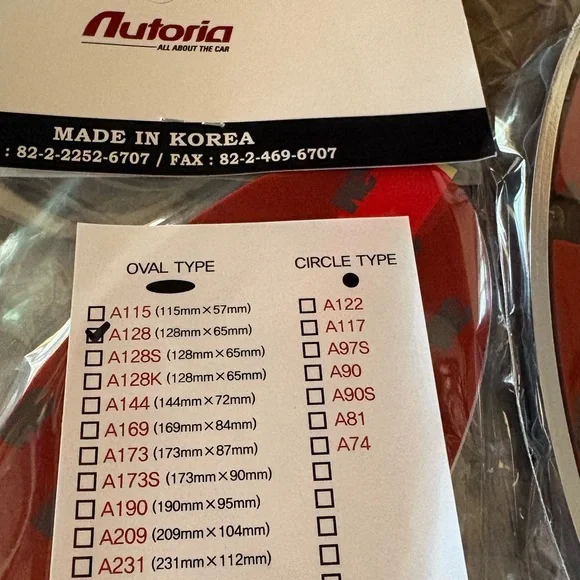 Autoria
ALL ABOUT THE CAR
MADE IN KOREA
: 82-2-2252-6707 / FAX : 82-2-469-6707
OVAL TYPE
A115 (115mm×57mm)
A128 (128mm×65mm)
A128S (128mm×65mm)
A128K (128mm×65mm)
A144 (144mm×72mm)
A169 (169mm×84mm)
A173 (173mm×87mm)
A173S (173mm×90mm)
A190 (190mm×95mm)
A209 (209mm×104mm)
A231 (231mm×112mm)
CIRCLE TYPE
A122
A117
A97S
A90
A90S
A81
A74